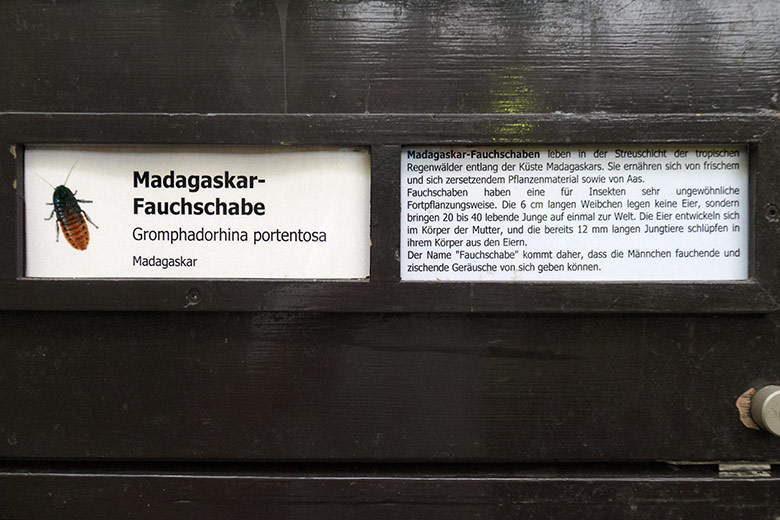 Madagaskar-
Fauchschabe
Gromphadorhina portentosa
Madagaskar
Madagaskar-Fauchschaben leben in der Streuschicht der tropischen
Regenwälder entlang der Küste Madagaskars. Sie ernähren sich von frischem
und sich zersetzendem Pflanzenmaterial sowie von Aas.
Fauchschaben haben eine für Insekten sehr ungewöhnliche
Fortpflanzungsweise. Die 6 cm langen Weibchen legen keine Eier, sondern
bringen 20 bis 40 lebende Junge auf einmal zur Welt. Die Eier entwickeln sich
im Körper der Mutter, und die bereits 12 mm langen Jungtiere schlüpfen in
ihrem Körper aus den Eiern.
Der Name "Fauchschabe" kommt daher, dass die Männchen fauchende und
zischende Geräusche von sich geben können.